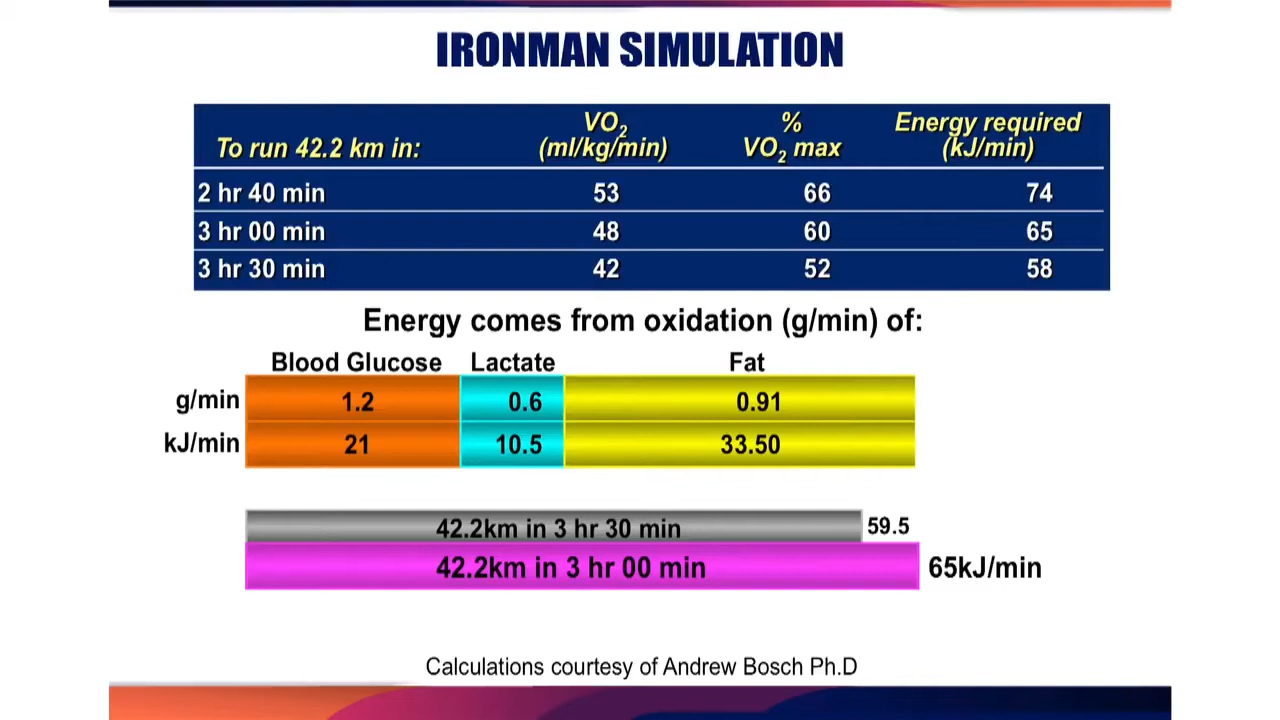 IRONMAN SIMULATION
To run 42.2 km in: VO2 (ml/kg/min) % VO2 max Energy required (kJ/min)
2 hr 40 min 53 66 74
3 hr 00 min 48 60 65
3 hr 30 min 42 52 58
Energy comes from oxidation (g/min) of:
Blood Glucose Lactate Fat
g/min 1.2 0.6 0.91
kJ/min 21 10.5 33.50
42.2km in 3 hr 30 min 59.5
42.2km in 3 hr 00 min 65kJ/min
Calculations courtesy of Andrew Bosch Ph.D